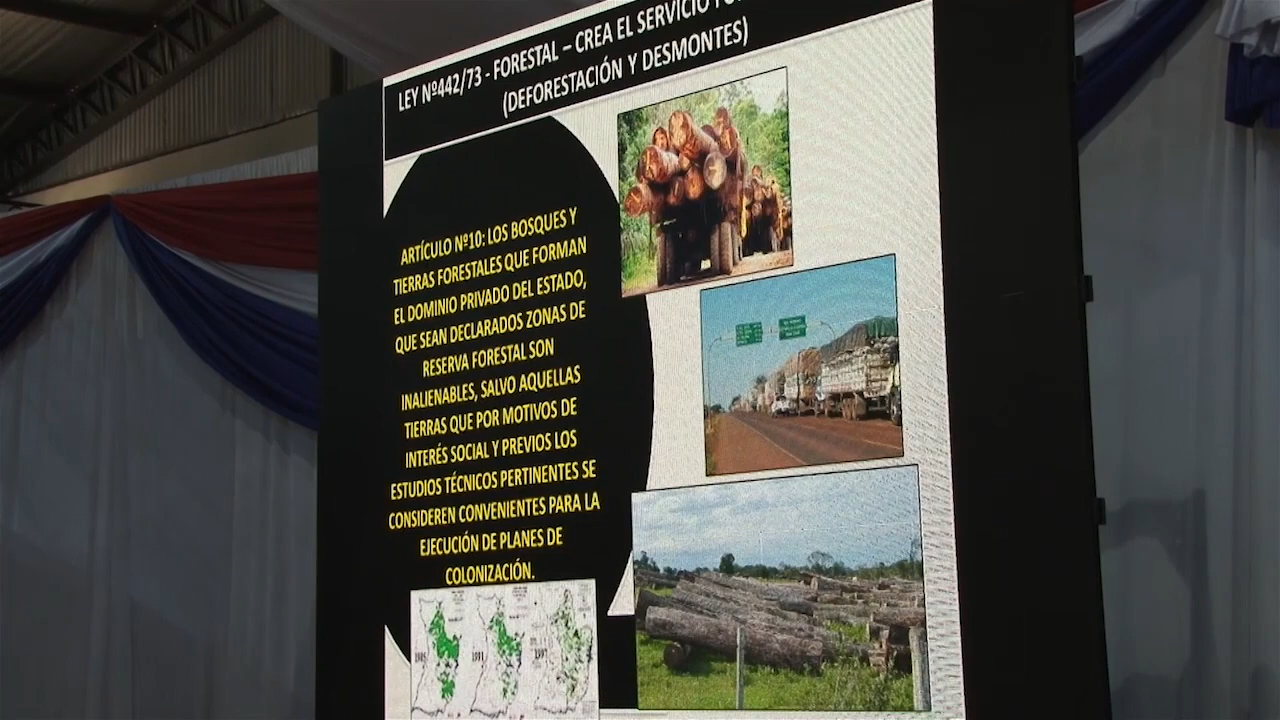 LEY Nº442/73 - FORESTAL – CREA EL SERVICIO
(DEFORESTACIÓN Y DESMONTES)
ARTÍCULO Nº10: LOS BOSQUES Y
TIERRAS FORESTALES QUE FORMAN
EL DOMINIO PRIVADO DEL ESTADO,
QUE SEAN DECLARADOS ZONAS DE
RESERVA FORESTAL SON
INALIENABLES, SALVO AQUELLAS
TIERRAS QUE POR MOTIVOS DE
INTERÉS SOCIAL Y PREVIOS LOS
ESTUDIOS TÉCNICOS PERTINENTES SE
CONSIDEREN CONVENIENTES PARA LA
EJECUCIÓN DE PLANES DE
COLONIZACIÓN.
1991